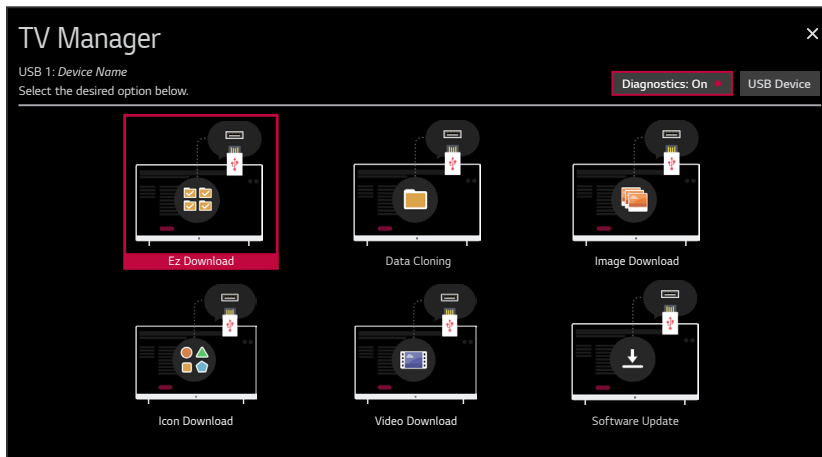 TV Manager
USB 1: Device Name
Select the desired option below.
Diagnostics: On
USB Device
Ez Download
Data Cloning
Image Download
Icon Download
Video Download
Software Update